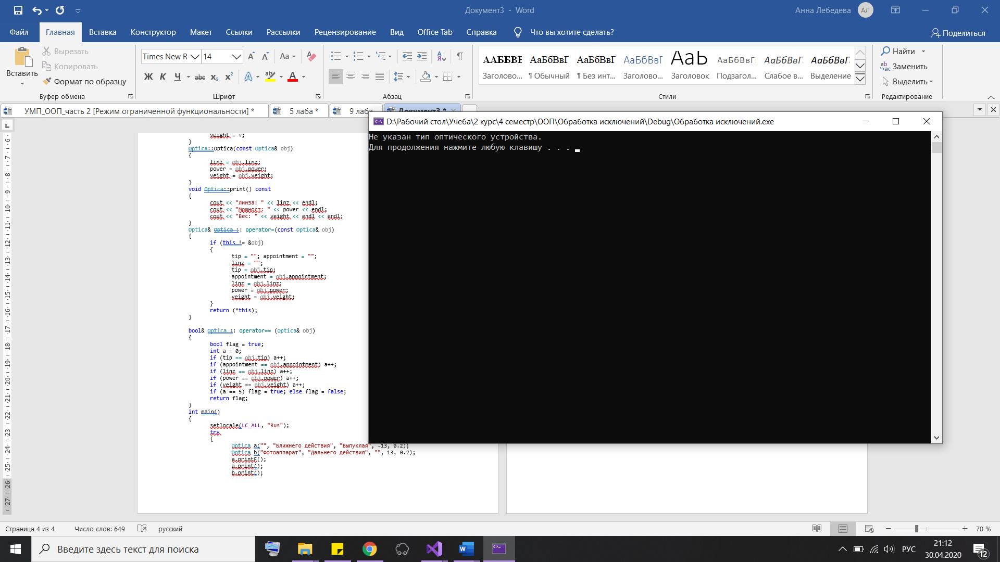 Документ3 - Word
Анна Лебедева АЛ
Файл Главная Вставка Конструктор Макет Ссылки Рассылки Рецензирование Вид Office Tab Справка Что вы хотите сделать? Поделиться
Вставить
Вырезать
Копировать
Формат по образцу
Буфер обмена
Times New R 14
Ж К Ч abc x₂ x²
Шрифт
Абзац
ААББВЕ АаБбВвГ АаБбВвГ АаБбВвГ АаЬ АаБбВвГ АаБбВвГ АаБбВвГ
Заголово... ¶ Обычный ¶ Без инт... Заголово... Заголовок Подзагол... Слабое в... Выделение
Стили
Найти
Заменить
Выделить
Редактирование
УМП_ООП_часть 2 [Режим ограниченной функциональности] * 5 лаба * 9 лаба Документ3 *
D:\Рабочий стол\Учеба\2 курс\4 семестр\ООП\Обработка исключений\Debug\Обработка исключений.exe
Не указан тип оптического устройства.
Для продолжения нажмите любую клавишу . . .
veight = v;
}
Optica::Optica(const Optica& obj)
{
linz = obj.linz;
power = obj.power;
veight = obj.veight;
}
void Optica::print() const
{
cout << "Линза: " << linz << endl;
cout << "Мощност: " << power << endl;
cout << "Вес: " << veight << endl << endl;
}
Optica& Optica :: operator=(const Optica& obj)
{
if (this != &obj)
{
tip = ""; appointment = "";
linz = "";
tip = obj.tip;
appointment = obj.appointment;
linz = obj.linz;
power = obj.power;
veight = obj.veight;
}
return (*this);
}
bool& Optica :: operator== (Optica& obj)
{
bool flag = true;
int a = 0;
if (tip == obj.tip) a++;
if (appointment == obj.appointment) a++;
if (linz == obj.linz) a++;
if (power == obj.power) a++;
if (veight == obj.veight) a++;
if (a == 5) flag = true; else flag = false;
return flag;
}
int main()
{
setlocale(LC_ALL, "Rus");
try
{
Optica a("", "Ближнего действия", "Выпуклая", -13, 0.2);
Optica b("Фотоаппарат", "Дальнего действия", "", 13, 0.2);
a.printF();
a.print();
b.print();
Страница 4 из 4 Число слов: 649 русский 70 %
Введите здесь текст для поиска
РУС
21:12
30.04.2020
12